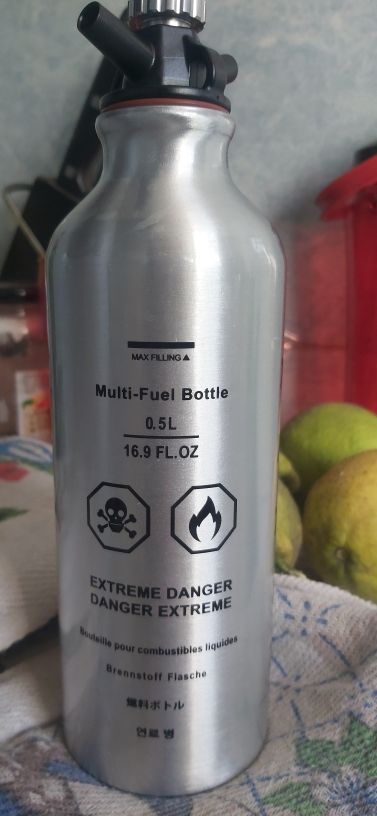 MAX FILLING▲
Multi-Fuel Bottle
0.5L
16.9 FL.OZ
EXTREME DANGER
DANGER EXTREME
Bouteille pour combustibles liquides
Brennstoff Flasche
燃料ボトル
연료 병